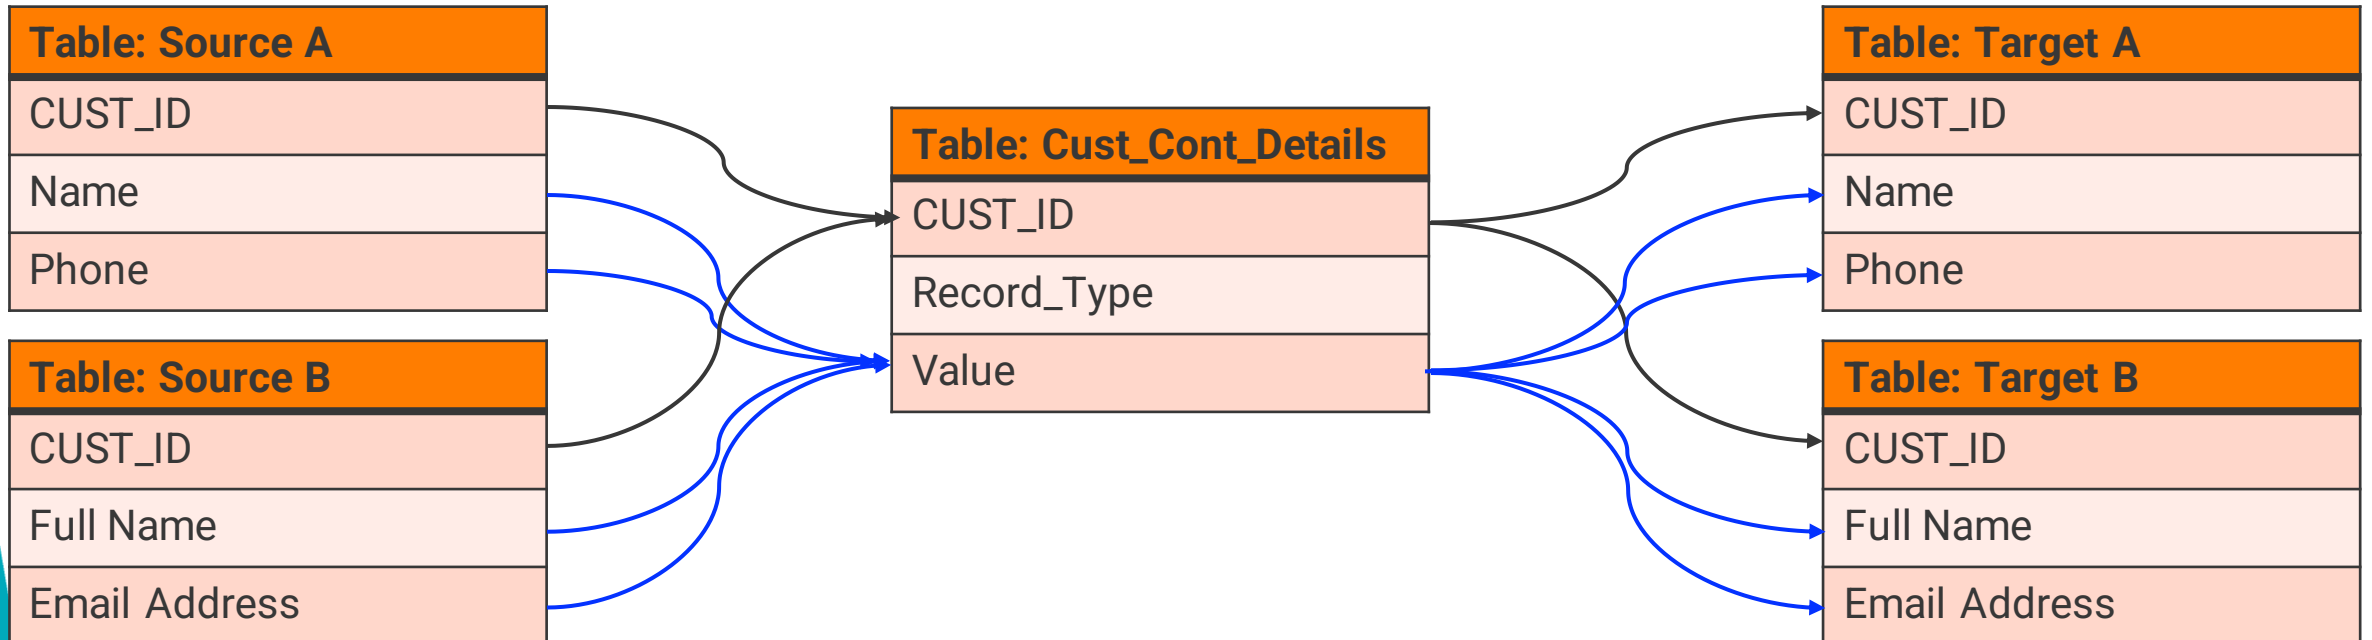 Table: Source A
CUST_ID
Name
Phone
Table: Source B
CUST_ID
Full Name
Email Address
Table: Cust_Cont_Details
CUST_ID
Record_Type
Value
Table: Target A
CUST_ID
Name
Phone
Table: Target B
CUST_ID
Full Name
Email Address